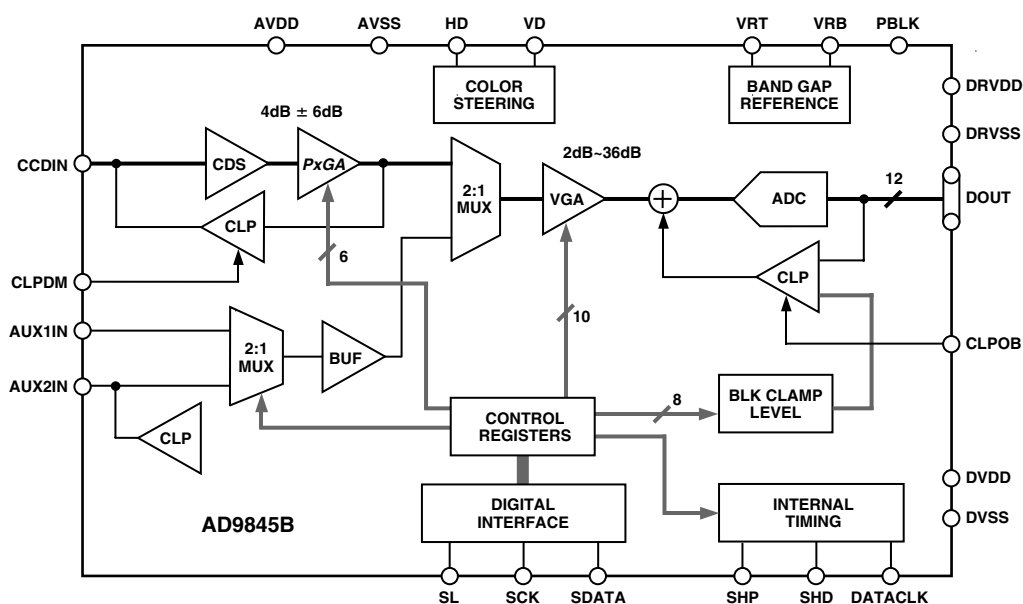 AVDD
AVSS
HD
VD
VRT
VRB
PBLK
COLOR
STEERING
BAND GAP
REFERENCE
DRVDD
DRVSS
4dB ± 6dB
2dB~36dB
CCDIN
CDS
PxGA
2:1
MUX
VGA
ADC
12
DOUT
CLP
6
CLP
CLPDM
10
AUX1IN
2:1
MUX
BUF
CLPOB
AUX2IN
CLP
CONTROL
REGISTERS
8
BLK CLAMP
LEVEL
DVDD
DVSS
DIGITAL
INTERFACE
INTERNAL
TIMING
AD9845B
SL
SCK
SDATA
SHP
SHD
DATACLK